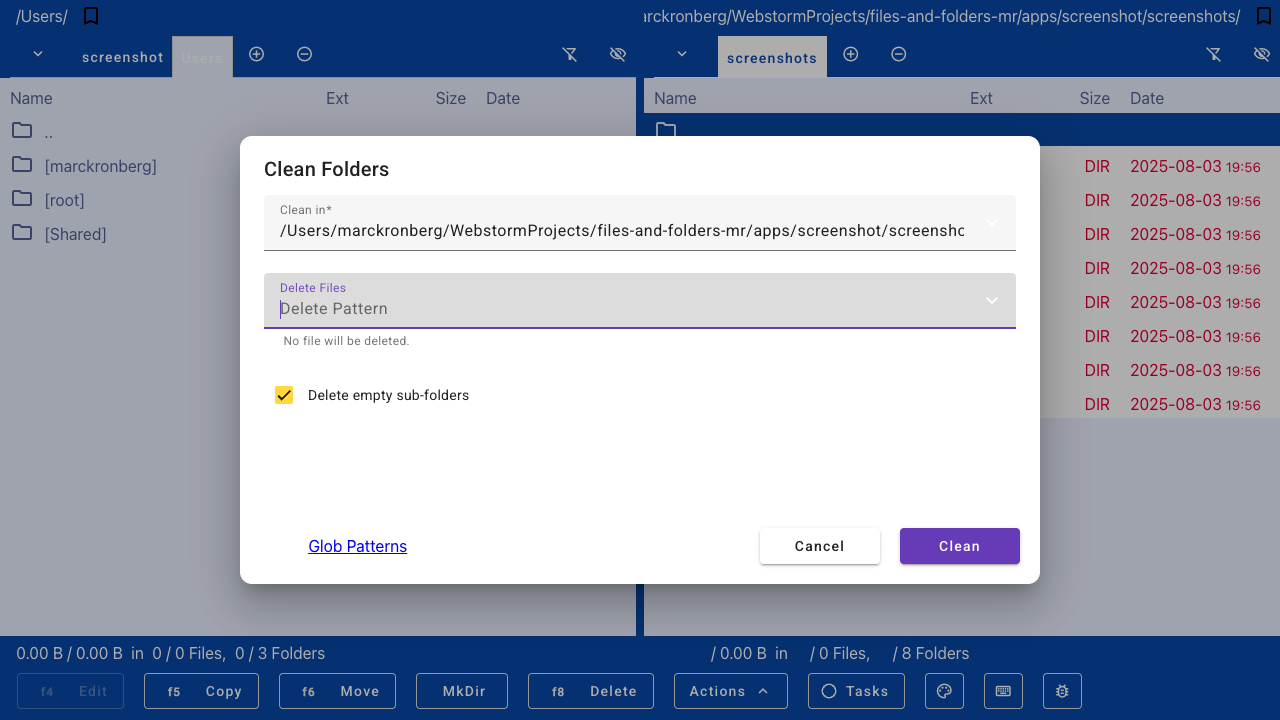 /Users/
arckronberg/WebstormProjects/files-and-folders-mr/apps/screenshot/screenshots/
screenshot Users
screenshots
Name Ext Size Date
Name Ext Size Date
..
[marckronberg]
[root]
[Shared]
DIR 2025-08-03 19:56
DIR 2025-08-03 19:56
DIR 2025-08-03 19:56
DIR 2025-08-03 19:56
DIR 2025-08-03 19:56
DIR 2025-08-03 19:56
DIR 2025-08-03 19:56
DIR 2025-08-03 19:56
Clean Folders
Clean in*
/Users/marckronberg/WebstormProjects/files-and-folders-mr/apps/screenshot/screensho
Delete Files
Delete Pattern
No file will be deleted.
Delete empty sub-folders
Glob Patterns Cancel Clean
0.00 B / 0.00 B in 0 / 0 Files, 0 / 3 Folders
/ 0.00 B in / 0 Files, / 8 Folders
f4 Edit f5 Copy f6 Move MkDir f8 Delete Actions Tasks